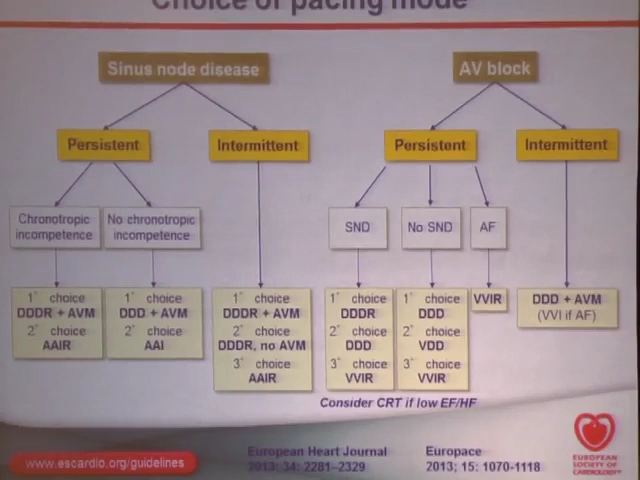 Choice of pacing mode
Sinus node disease
AV block
Persistent
Intermittent
Persistent
Intermittent
Chronotropic
incompetence
No chronotropic
incompetence
SND
No SND
AF
1° choice
DDDR + AVM
2° choice
AAIR
1° choice
DDD + AVM
2° choice
AAI
1° choice
DDDR + AVM
2° choice
DDDR, no AVM
3° choice
AAIR
1° choice
DDDR
2° choice
DDD
3° choice
VVIR
1° choice
DDD
2° choice
VDD
3° choice
VVIR
VVIR
DDD + AVM
(VVI if AF)
Consider CRT if low EF/HF
www.escardio.org/guidelines
European Heart Journal
2013; 34: 2281–2329
Europace
2013; 15: 1070-1118
EUROPEAN
SOCIETY OF
CARDIOLOGY